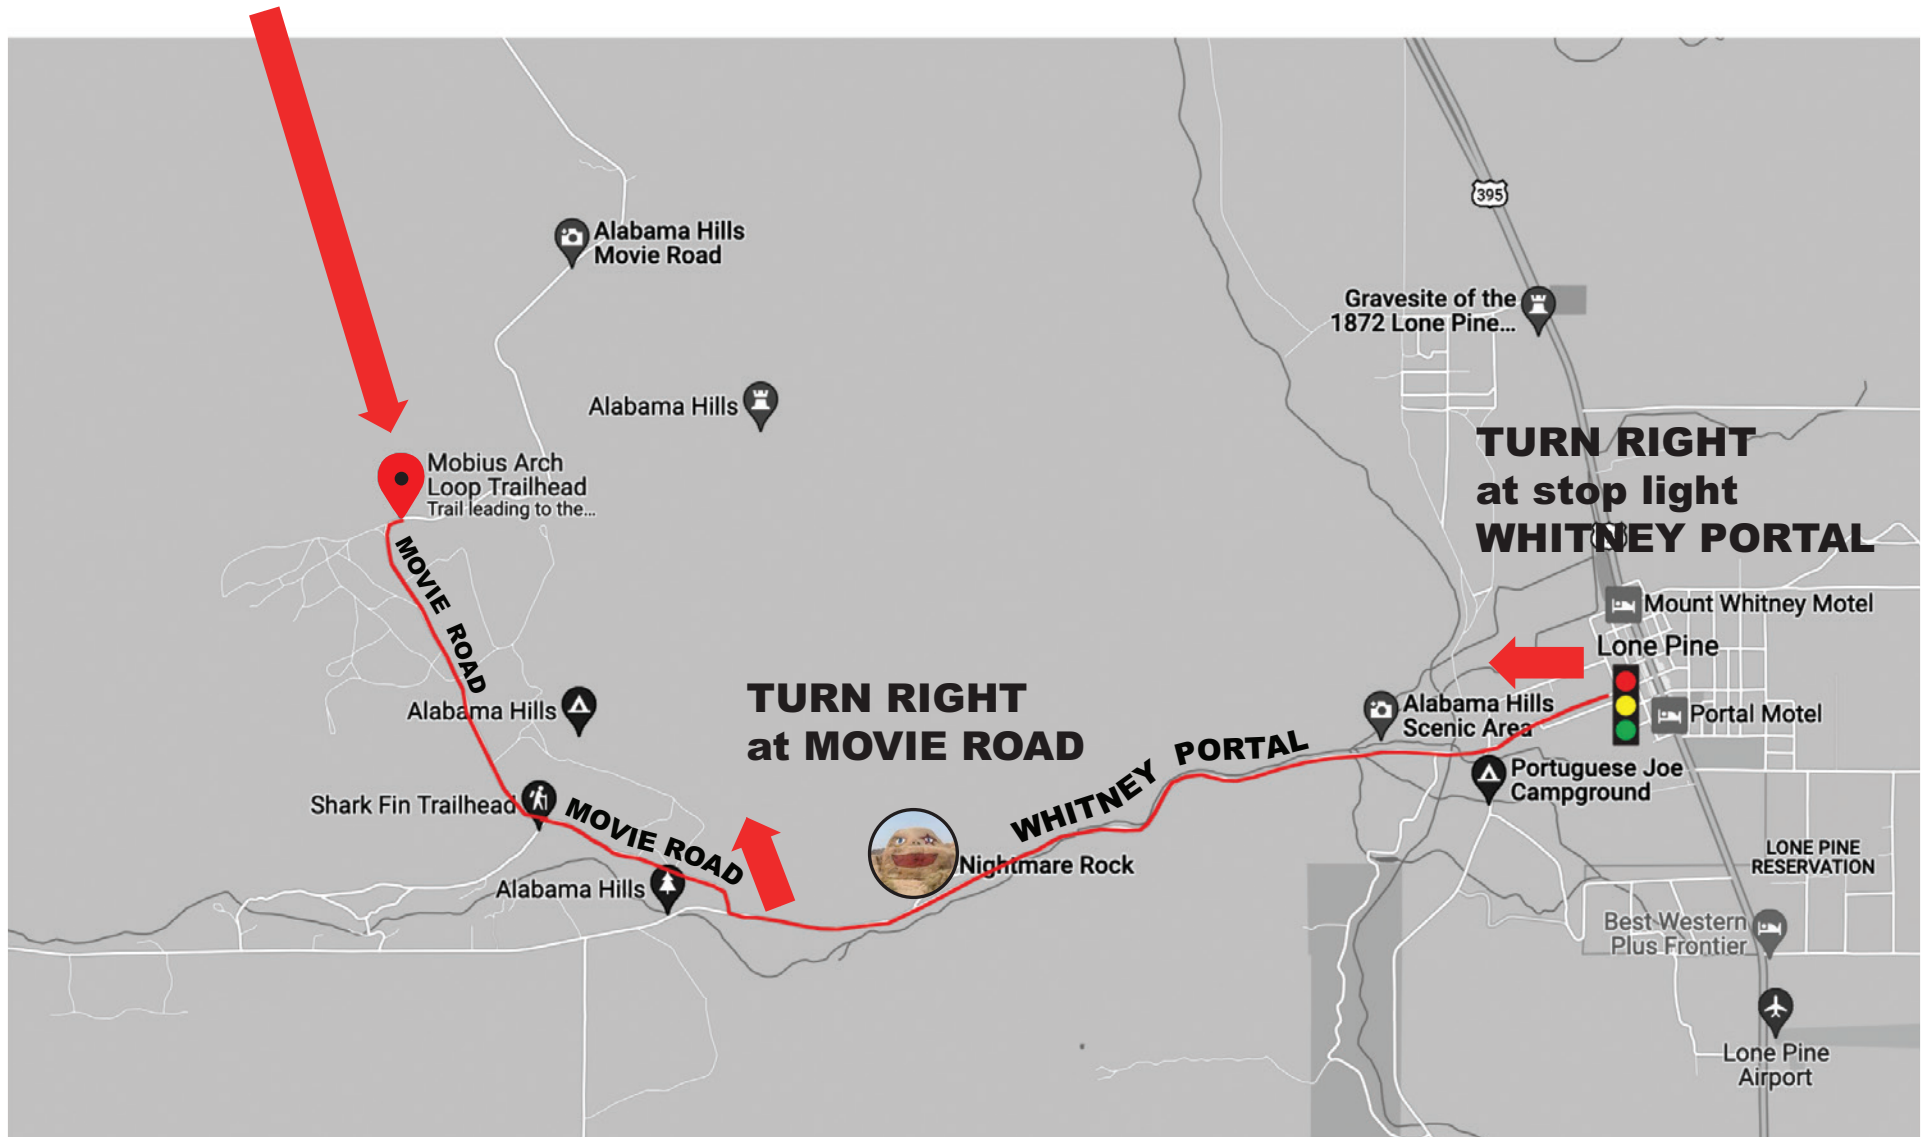 395
Alabama Hills
Movie Road
Gravesite of the
1872 Lone Pine...
Alabama Hills
TURN RIGHT
at stop light
WHITNEY PORTAL
Mobius Arch
Loop Trailhead
Trail leading to the...
MOVIE ROAD
Mount Whitney Motel
Lone Pine
Alabama Hills
TURN RIGHT
at MOVIE ROAD
Alabama Hills
Scenic Area
Portal Motel
WHITNEY PORTAL
Portuguese Joe
Campground
Shark Fin Trailhead
MOVIE ROAD
Nightmare Rock
LONE PINE
RESERVATION
Alabama Hills
Best Western
Plus Frontier
Lone Pine
Airport